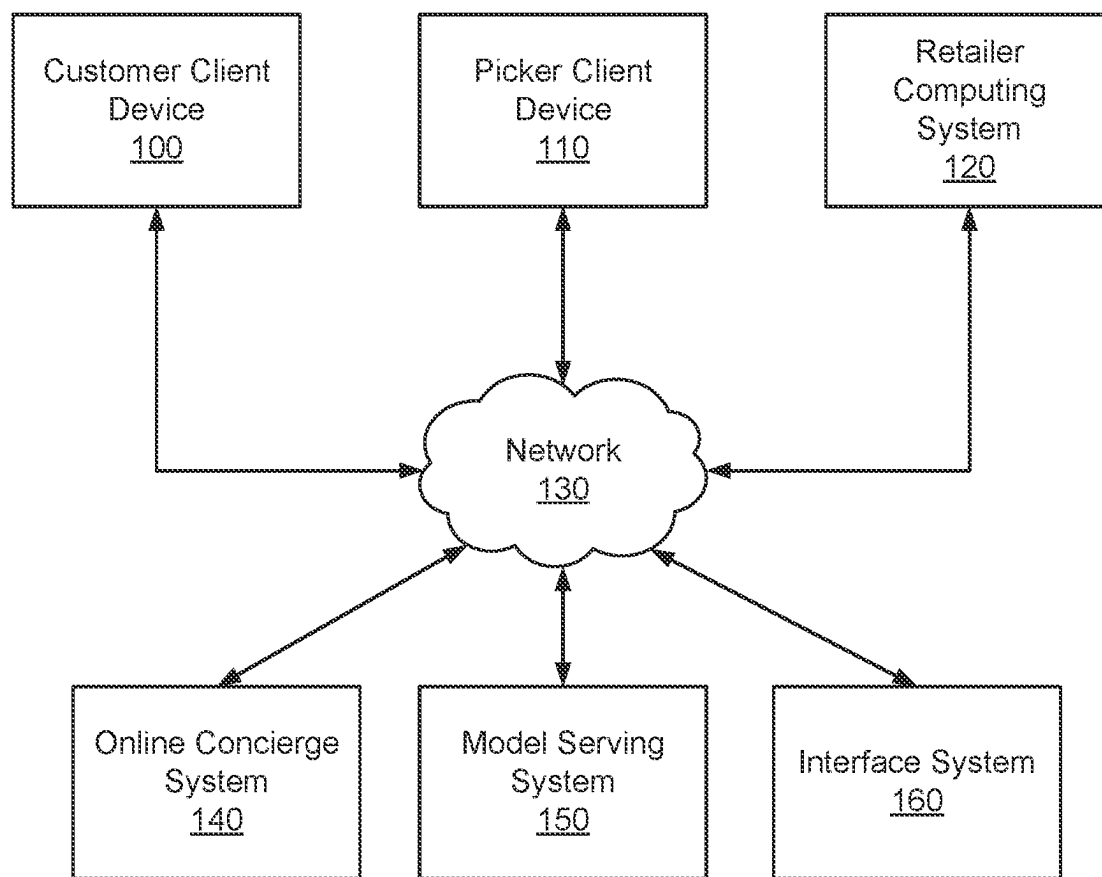 Customer Client
Device
100
Picker Client
Device
110
Retailer
Computing
System
120
Network
130
Online Concierge
System
140
Model Serving
System
150
Interface System
160